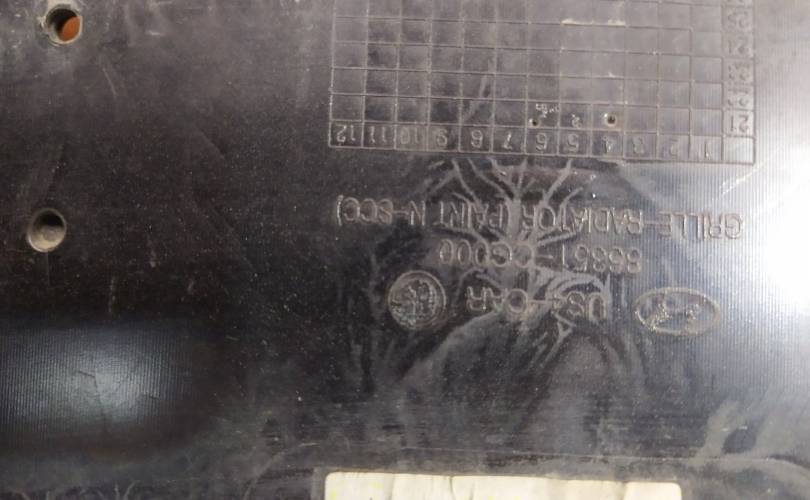 US4-CAR
86351-CG000
GRILLE-RADIATOR (PAINT N-SCC)
1 2 3 4 5 6 7 8 9 10 11 12